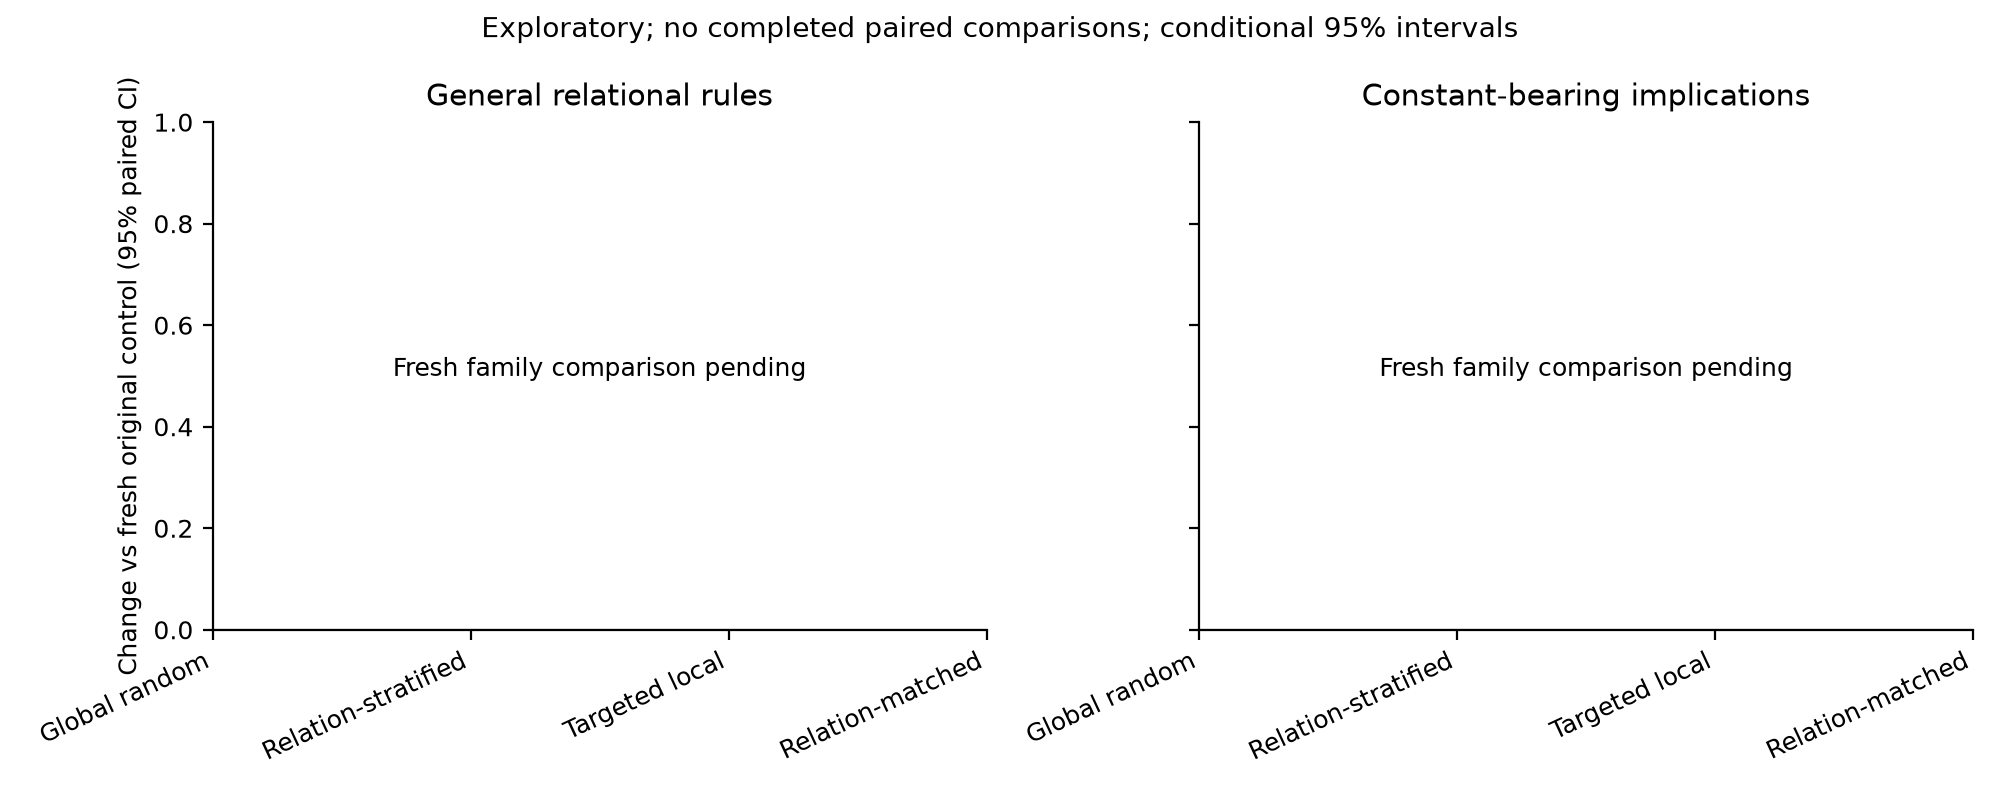 Exploratory; no completed paired comparisons; conditional 95% intervals
General relational rules
Change vs fresh original control (95% paired CI)
1.0
0.8
0.6
0.4
0.2
0.0
Fresh family comparison pending
Global random
Relation-stratified
Targeted local
Relation-matched
Constant-bearing implications
Fresh family comparison pending
Global random
Relation-stratified
Targeted local
Relation-matched